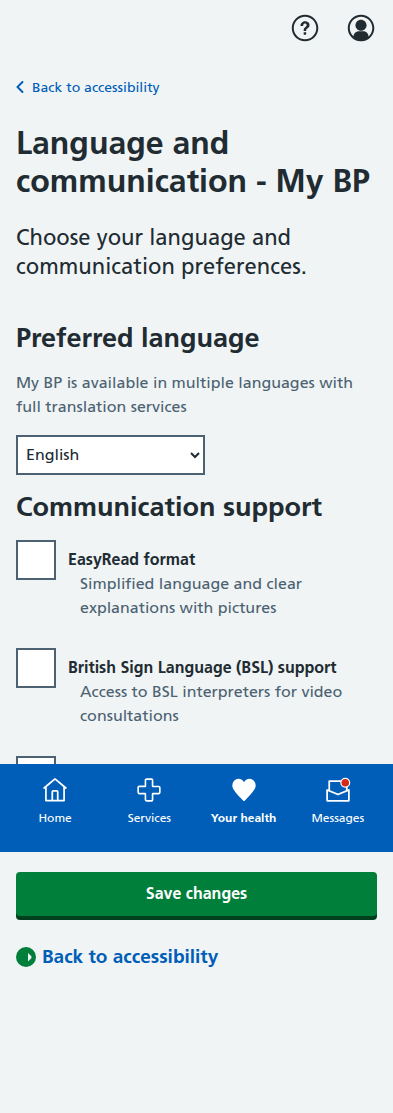 ?
Back to accessibility
Language and
communication - My BP
Choose your language and
communication preferences.
Preferred language
My BP is available in multiple languages with
full translation services
English
Communication support
EasyRead format
Simplified language and clear
explanations with pictures
British Sign Language (BSL) support
Access to BSL interpreters for video
consultations
Home
Services
Your health
Messages
Save changes
Back to accessibility